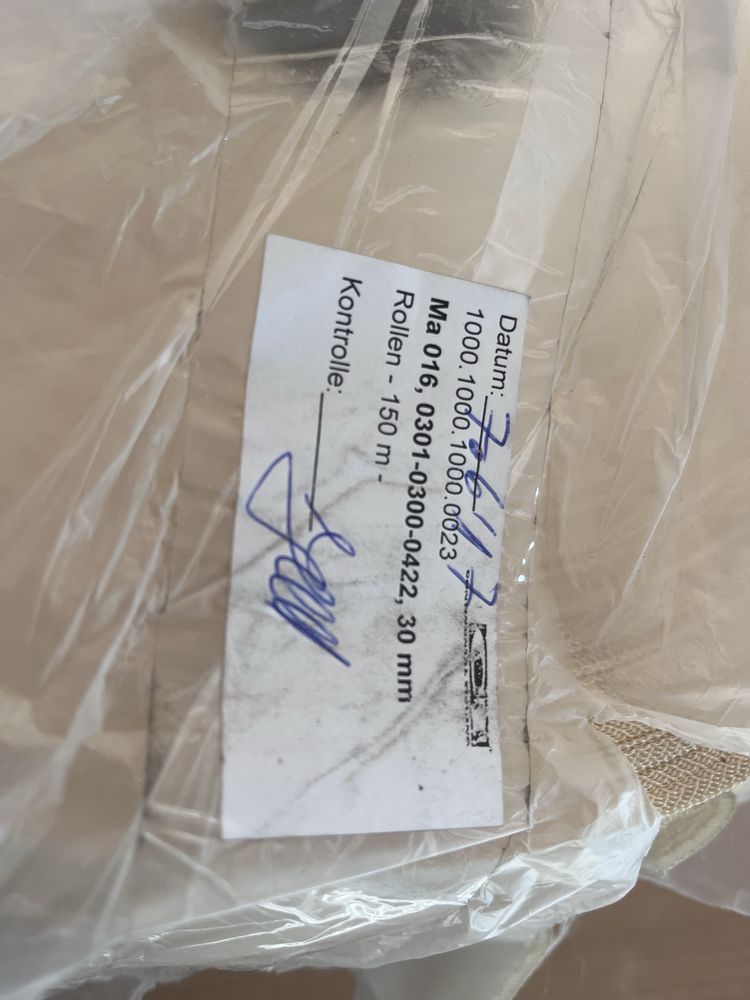 Datum:
1000.1000.1000.0023
Ma 016, 0301-0300-0422, 30 mm
Rollen - 150 m -
Kontrolle: